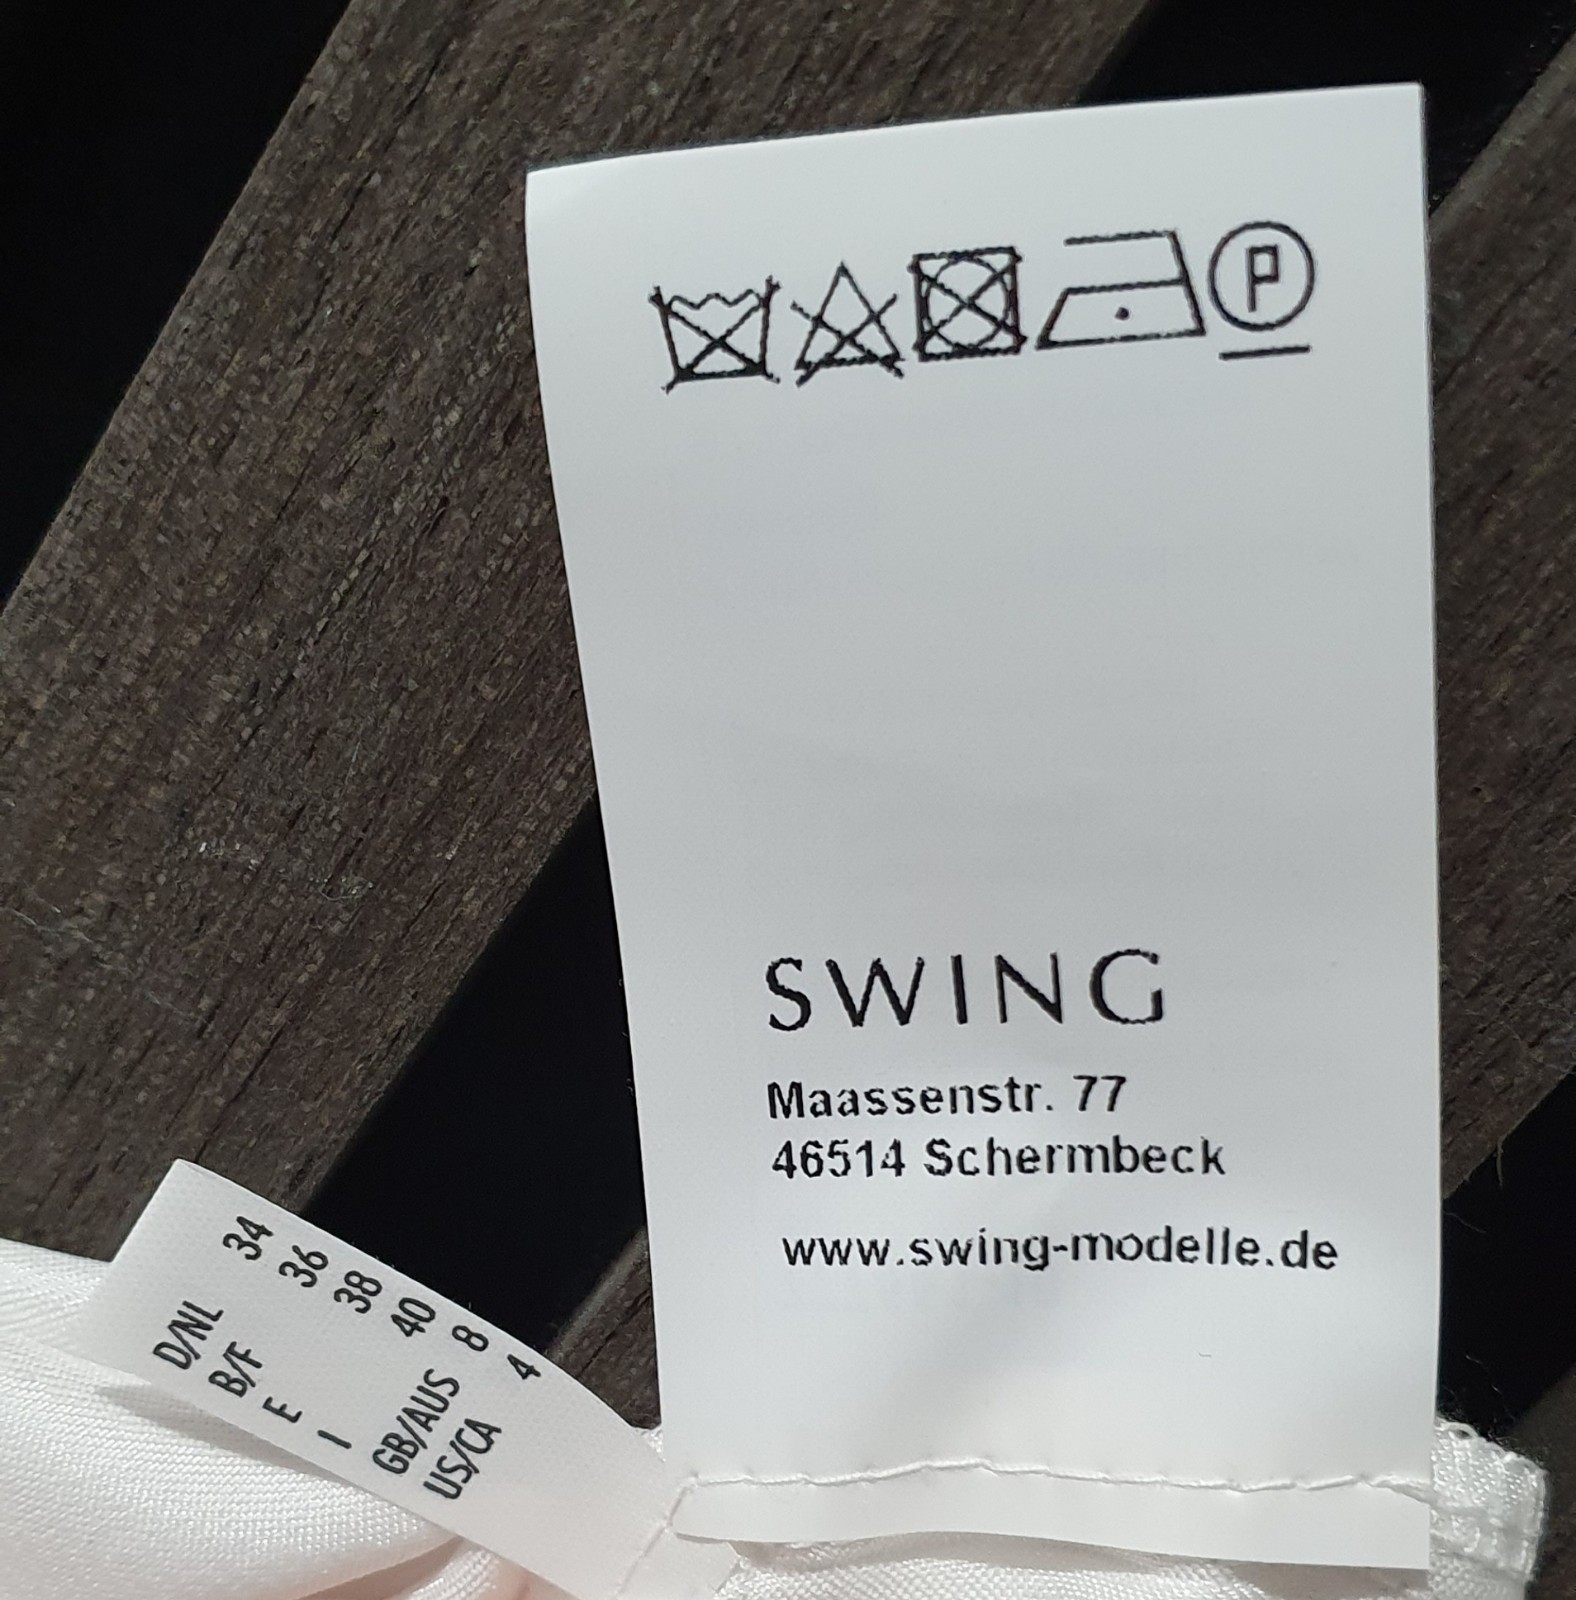 P
SWING
Maassenstr. 77
46514 Schermbeck
www.swing-modelle.de
D/NL 34
B/F 36
E 38
I 40
GB/AUS 8
US/CA 4